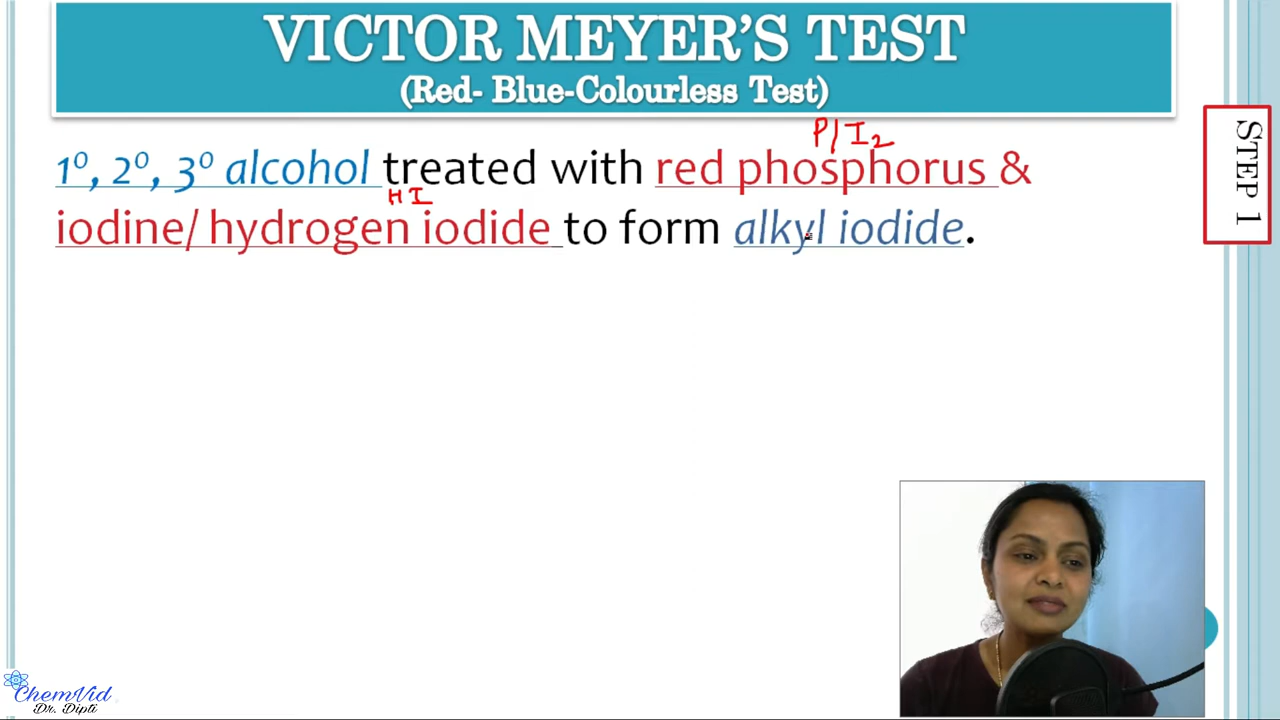 VICTOR MEYER'S TEST
(Red- Blue-Colourless Test)
P/I2
1⁰, 2⁰, 3⁰ alcohol treated with red phosphorus &
HI
iodine/ hydrogen iodide to form alkyl iodide.
STEP 1
ChemVid
Dr. Dipti